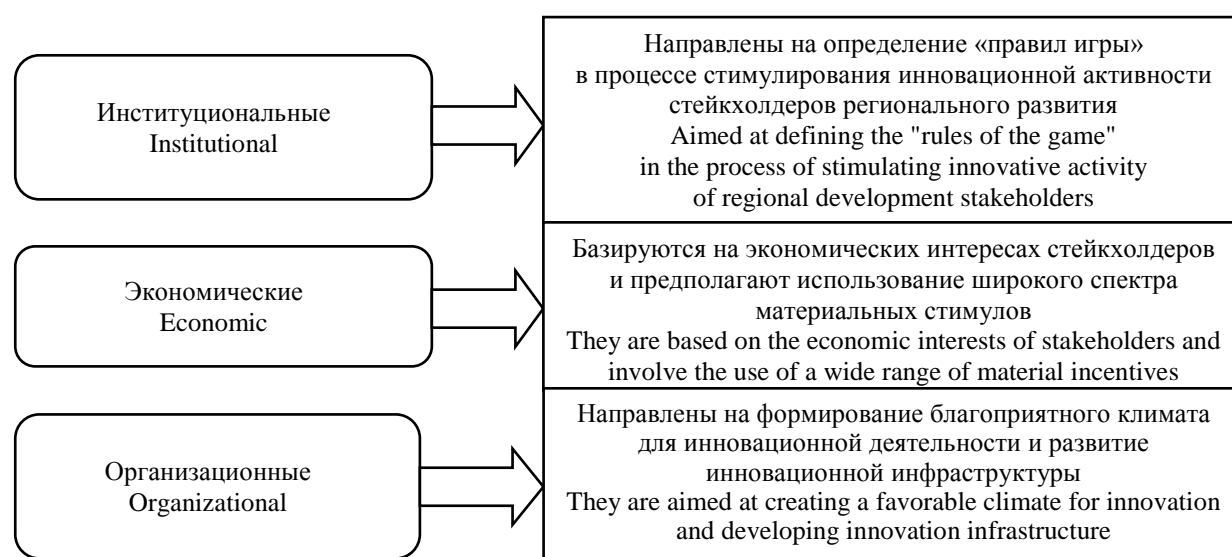 Институциональные
Institutional
Направлены на определение «правил игры»
в процессе стимулирования инновационной активности
стейкхолдеров регионального развития
Aimed at defining the "rules of the game"
in the process of stimulating innovative activity
of regional development stakeholders
Экономические
Economic
Базируются на экономических интересах стейкхолдеров
и предполагают использование широкого спектра
материальных стимулов
They are based on the economic interests of stakeholders and
involve the use of a wide range of material incentives
Организационные
Organizational
Направлены на формирование благоприятного климата
для инновационной деятельности и развитие
инновационной инфраструктуры
They are aimed at creating a favorable climate for innovation
and developing innovation infrastructure